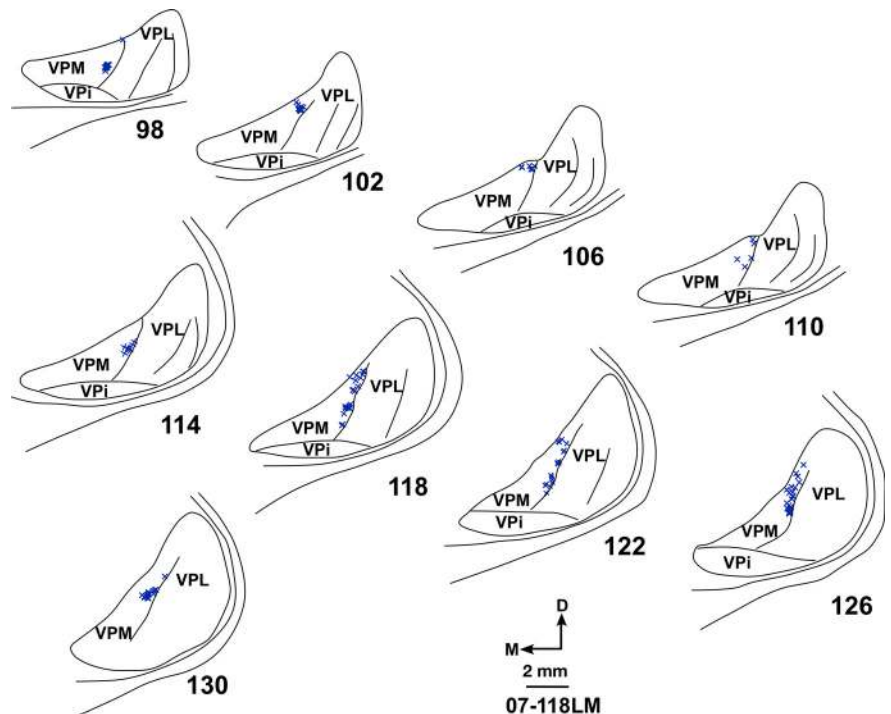 VPL
VPM
VPi
98
VPL
VPM
VPi
102
VPL
VPM
VPi
106
VPL
VPM
VPi
110
VPL
VPM
VPi
114
VPL
VPM
VPi
118
VPL
VPM
VPi
122
VPL
VPM
VPi
126
VPL
VPM
130
D
M
2 mm
07-118LM